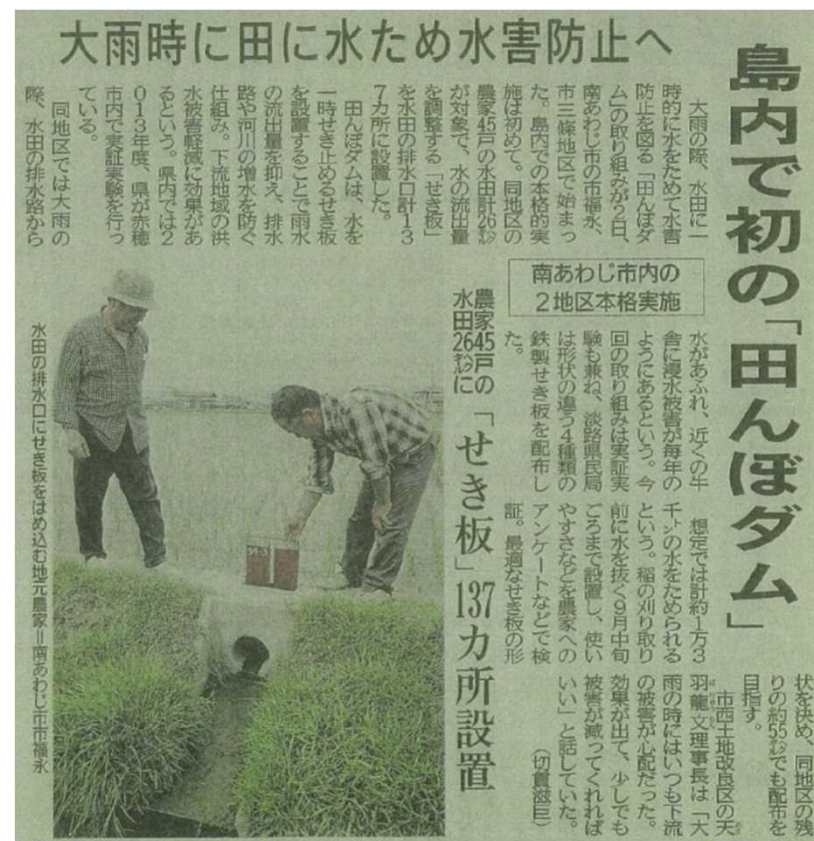 大雨時に田に水ため水害防止へ
島内で初の「田んぼダム」
南あわじ市内の
2地区本格実施
農家45戸の
水田26㌶に
「せき板」137カ所設置
大雨の際、水田に一
時的に水をためて水害
防止を図る「田んぼダ
ム」の取り組みが2日、
南あわじ市の市福永、
市三條地区で始まっ
た。島内での本格的実
施は初めて。同地区の
農家45戸の水田計26㌶
が対象で、水の流出量
を調整する「せき板」
を水田の排水口計13
7カ所に設置した。
田んぼダムは、水を
一時せき止めるせき板
を設置することで雨水
の流出量を抑え、排水
路や河川の増水を防ぐ
仕組み。下流地域の洪
水被害軽減に効果があ
るという。県内では2
013年度、県が赤穂
市内で実証実験を行っ
ている。
同地区では大雨の
際、水田の排水路から
水があふれ、近くの牛
舎に浸水被害が毎年の
ようにあるという。今
回の取り組みは実証実
験も兼ね、淡路県民局
は形状の違う4種類の
鉄製せき板を配布し
た。
想定では計約1万3
千㌧の水をためられる
という。稲の刈り取り
前に水を抜く9月中旬
ごろまで設置し、使い
やすさなどを農家への
アンケートなどで検
証。最適なせき板の形
状を決め、同地区の残
りの約55㌶でも配布を
目指す。
市西土地改良区の天
羽龍文理事長は「大
雨の時にはいつも下流
の被害が心配だった。
効果が出て、少しでも
被害が減ってくれれば
いい」と話していた。
(切貫滋巨)
水田の排水口にせき板をはめ込む地元農家＝南あわじ市市福永